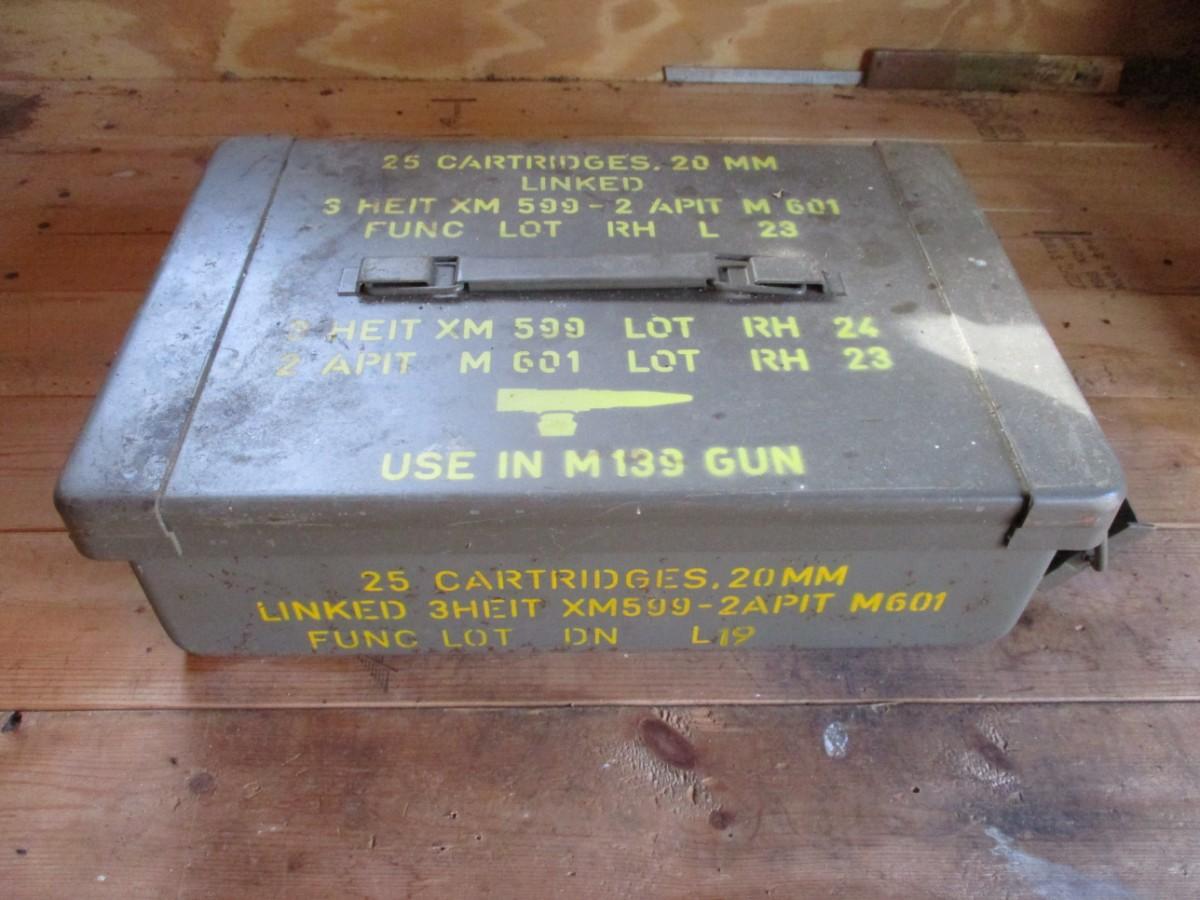 25 CARTRIDGES, 20 MM
LINKED
3 HEIT XM 599-2 APIT M 601
FUNC LOT RH L 23
3 HEIT XM 599 LOT RH 24
2 APIT M 601 LOT RH 23
USE IN M 139 GUN
25 CARTRIDGES, 20MM
LINKED 3HEIT XM599-2APIT M601
FUNC LOT DN L19